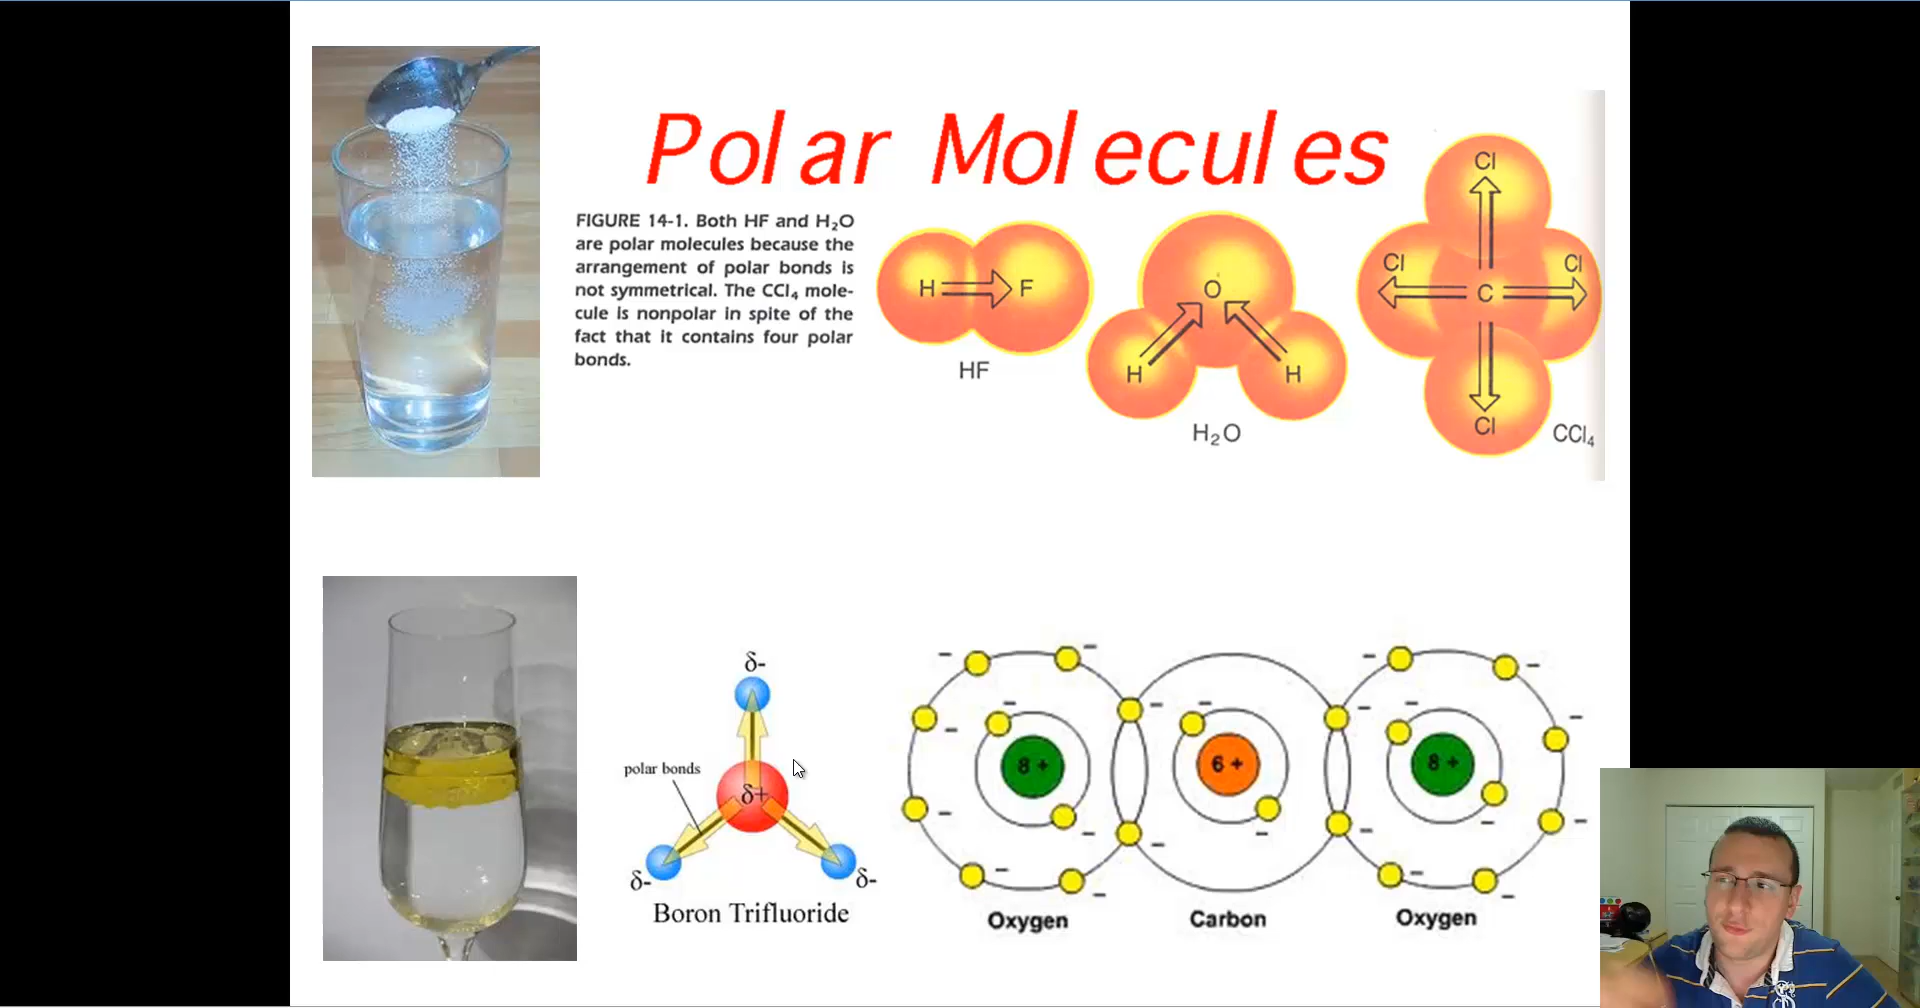 Polar Molecules
FIGURE 14-1. Both HF and H₂O
are polar molecules because the
arrangement of polar bonds is
not symmetrical. The CCl₄ mole-
cule is nonpolar in spite of the
fact that it contains four polar
bonds.
H F
HF
O
H H
H₂O
Cl
Cl C Cl
Cl
CCl₄
δ-
polar bonds
δ+
δ- δ-
Boron Trifluoride
- - - -
- - - - - -
- -
8 + 6 + 8 +
- - - -
- - - -
- - - -
Oxygen Carbon Oxygen